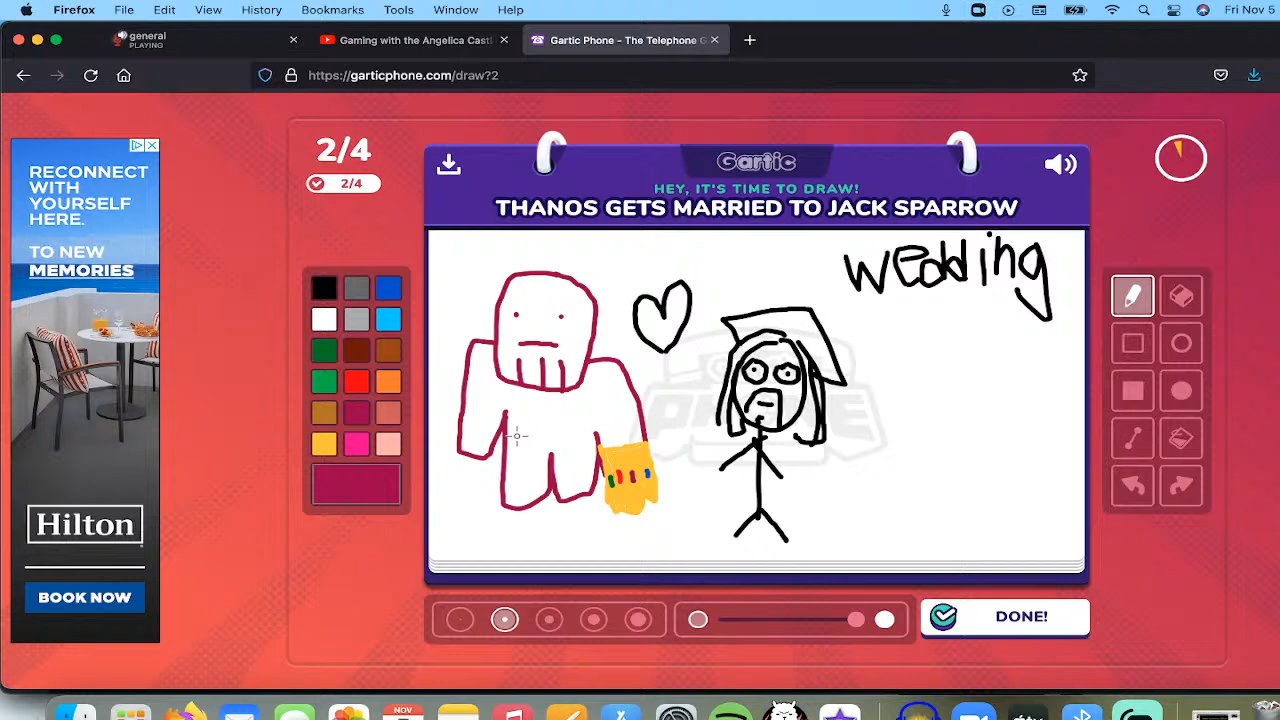 Firefox File Edit View History Bookmarks Tools Window Help Fri Nov 5
general
PLAYING
Gaming with the Angelica Castl
Gartic Phone - The Telephone G
https://garticphone.com/draw?2
RECONNECT
WITH
YOURSELF
HERE.
TO NEW
MEMORIES
Hilton
BOOK NOW
2/4
2/4
Gartic
HEY, IT'S TIME TO DRAW!
THANOS GETS MARRIED TO JACK SPARROW
wedding
DONE!
NOV